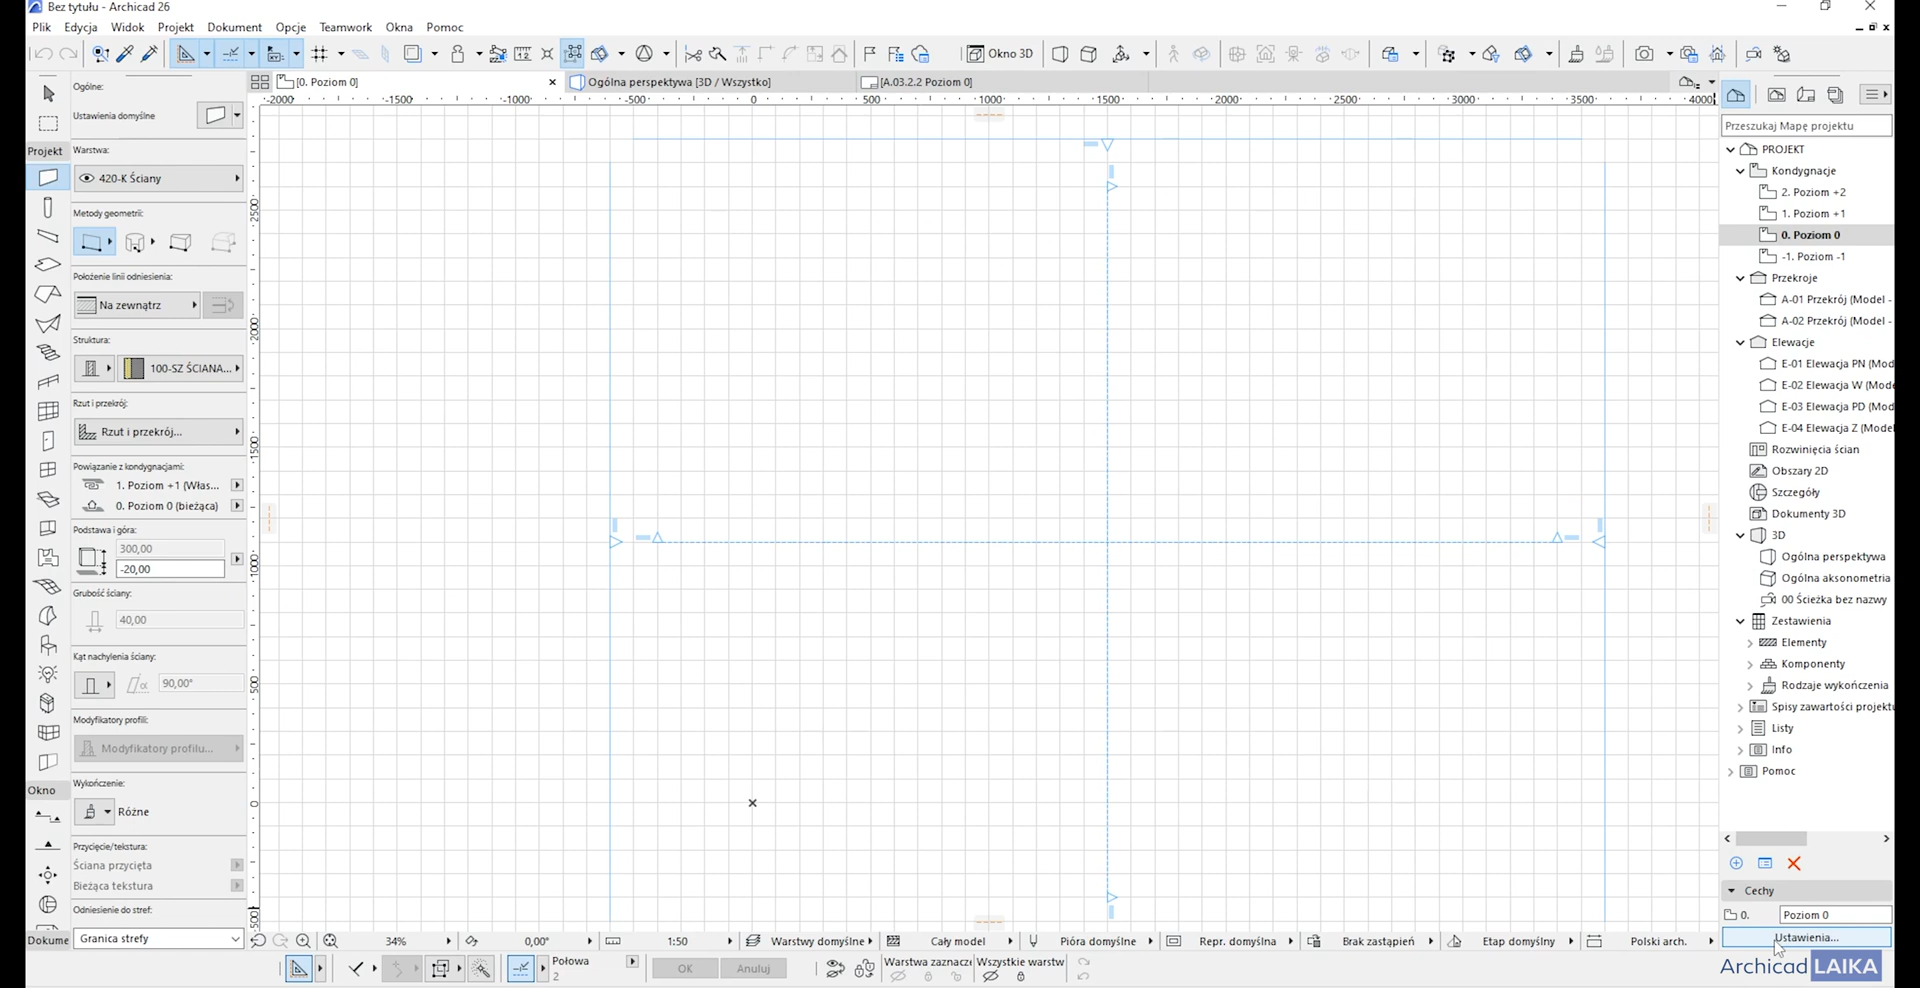 Bez tytułu - Archicad 26
Plik Edycja Widok Projekt Dokument Opcje Teamwork Okna Pomoc
Okno 3D
[0. Poziom 0]
Ogólna perspektywa [3D / Wszystko]
[A.03.2.2 Poziom 0]
-2000 -1500 -1000 -500 0 500 1000 1500 2000 2500 3000 3500 4000
2500
2000
1500
1000
500
0
-500
Ogólne:
Ustawienia domyślne
Projekt
Warstwa:
420-K Ściany
Metody geometrii:
Położenie linii odniesienia:
Na zewnątrz
Struktura:
100-SZ ŚCIANA...
Rzut i przekrój:
Rzut i przekrój...
Powiązanie z kondygnacjami:
1. Poziom +1 (Włas...
0. Poziom 0 (bieżąca)
Podstawa i góra:
300,00
-20,00
Grubość ściany:
40,00
Kąt nachylenia ściany:
α 90,00°
Modyfikatory profili:
Modyfikatory profilu...
Wykończenie:
Okno
Różne
Przycięcie/tekstura:
Ściana przycięta
Bieżąca tekstura
Odniesienie do stref:
Dokume
Granica strefy
34%
0,00°
1:50
Warstwy domyślne
Cały model
Pióra domyślne
Repr. domyślna
Brak zastąpień
Etap domyślny
Polski arch.
Połowa
2
OK
Anuluj
Warstwa zaznacze
Wszystkie warstw
Przeszukaj Mapę projektu
PROJEKT
Kondygnacje
2. Poziom +2
1. Poziom +1
0. Poziom 0
-1. Poziom -1
Przekroje
A-01 Przekrój (Model -
A-02 Przekrój (Model -
Elewacje
E-01 Elewacja PN (Mod
E-02 Elewacja W (Mode
E-03 Elewacja PD (Mod
E-04 Elewacja Z (Model
Rozwinięcia ścian
Obszary 2D
Szczegóły
Dokumenty 3D
3D
Ogólna perspektywa
Ogólna aksonometria
00 Ścieżka bez nazwy
Zestawienia
Elementy
Komponenty
Rodzaje wykończenia
Spisy zawartości projektu
Listy
Info
Pomoc
Cechy
0.
Poziom 0
Ustawienia...
Archicad LAIKA